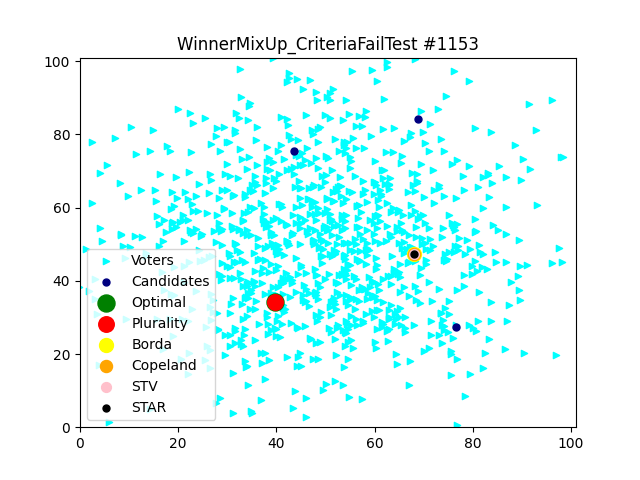 WinnerMixUp_CriteriaFailTest #1153
100
80
60
40
20
0
0 20 40 60 80 100
Voters
Candidates
Optimal
Plurality
Borda
Copeland
STV
STAR